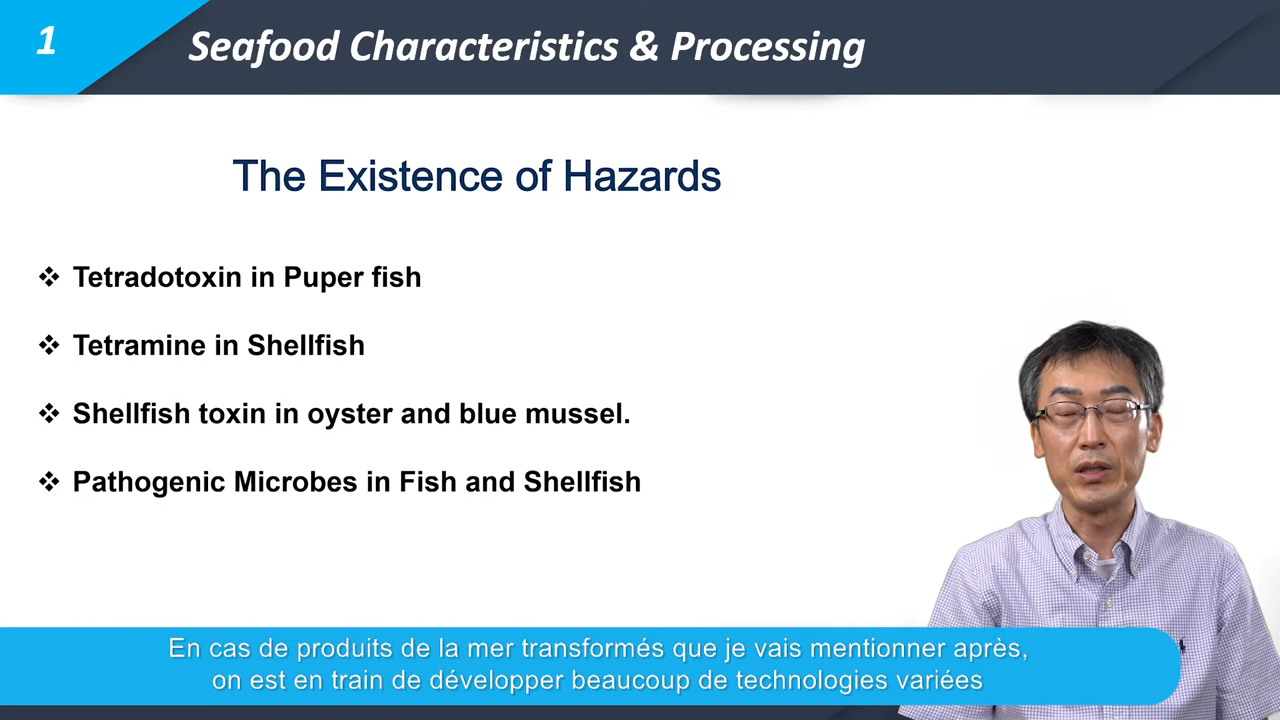 1
Seafood Characteristics & Processing
The Existence of Hazards
❖ Tetradotoxin in Puper fish
❖ Tetramine in Shellfish
❖ Shellfish toxin in oyster and blue mussel.
❖ Pathogenic Microbes in Fish and Shellfish
En cas de produits de la mer transformés que je vais mentionner après,
on est en train de développer beaucoup de technologies variées